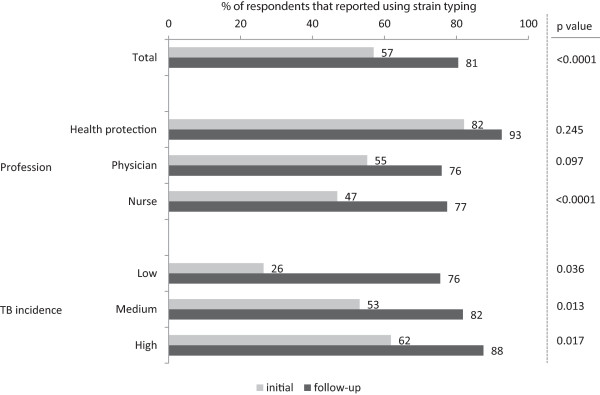 % of respondents that reported using strain typing
0 20 40 60 80 100 p value
Total 57 81 <0.0001
Health protection 82 93 0.245
Profession Physician 55 76 0.097
Nurse 47 77 <0.0001
Low 26 76 0.036
TB incidence Medium 53 82 0.013
High 62 88 0.017
initial follow-up